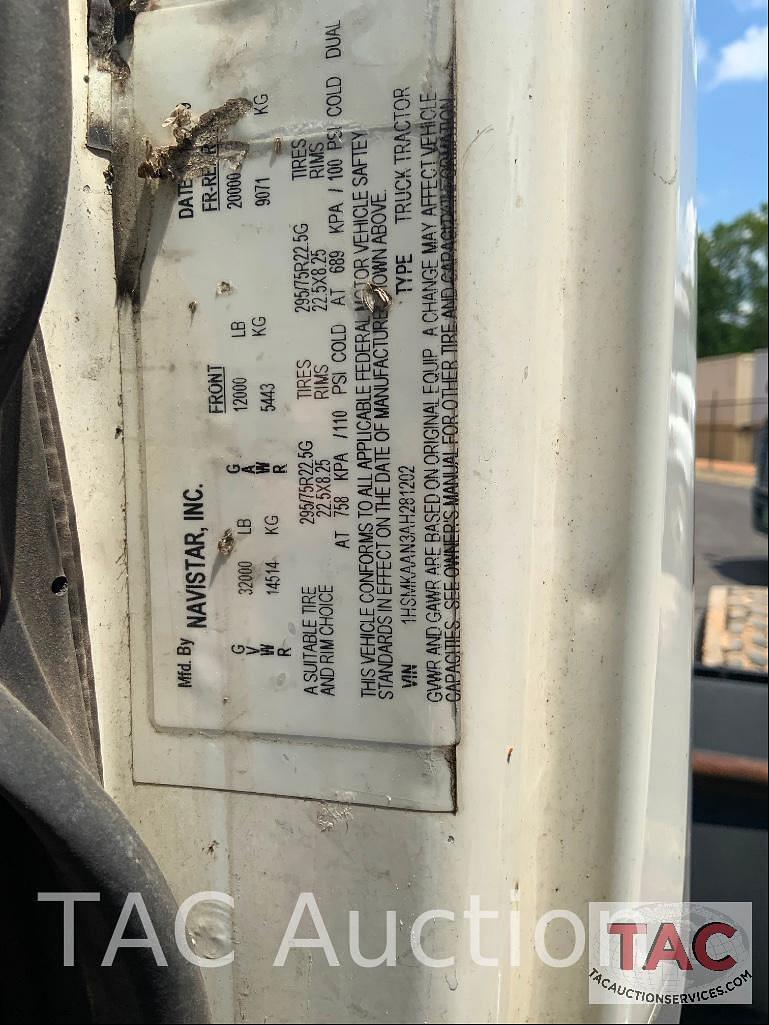 Mfd. By DATE
NAVISTAR, INC. FRONT FR-REAR
G 32000 LB G 12000 LB 20000
V W 14514 KG A W 5443 KG 9071 KG
R R
A SUITABLE TIRE 295/75R22.5G TIRES 295/75R22.5G TIRES
AND RIM CHOICE 22.5X8.25 RIMS 22.5X8.25 RIMS
AT 758 KPA /110 PSI COLD AT 689 KPA / 100 PSI COLD DUAL
THIS VEHICLE CONFORMS TO ALL APPLICABLE FEDERAL MOTOR VEHICLE SAFTEY
STANDARDS IN EFFECT ON THE DATE OF MANUFACTURE SHOWN ABOVE.
VIN 1HSMKAAN3AH281202 TYPE TRUCK TRACTOR
GVWR AND GAWR ARE BASED ON ORIGINAL EQUIP. A CHANGE MAY AFFECT VEHICLE
CAPACITIES. SEE OWNER'S MANUAL FOR OTHER TIRE AND CAPACITY INFORMATION
TAC Auction
TAC
TACAUCTIONSERVICES.COM